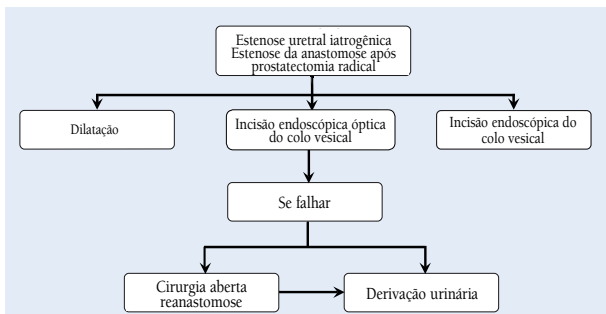 Estenose uretral iatrogênica
Estenose da anastomose após
prostatectomia radical
Dilatação
Incisão endoscópica óptica
do colo vesical
Incisão endoscópica do
colo vesical
Se falhar
Cirurgia aberta
reanastomose
Derivação urinária